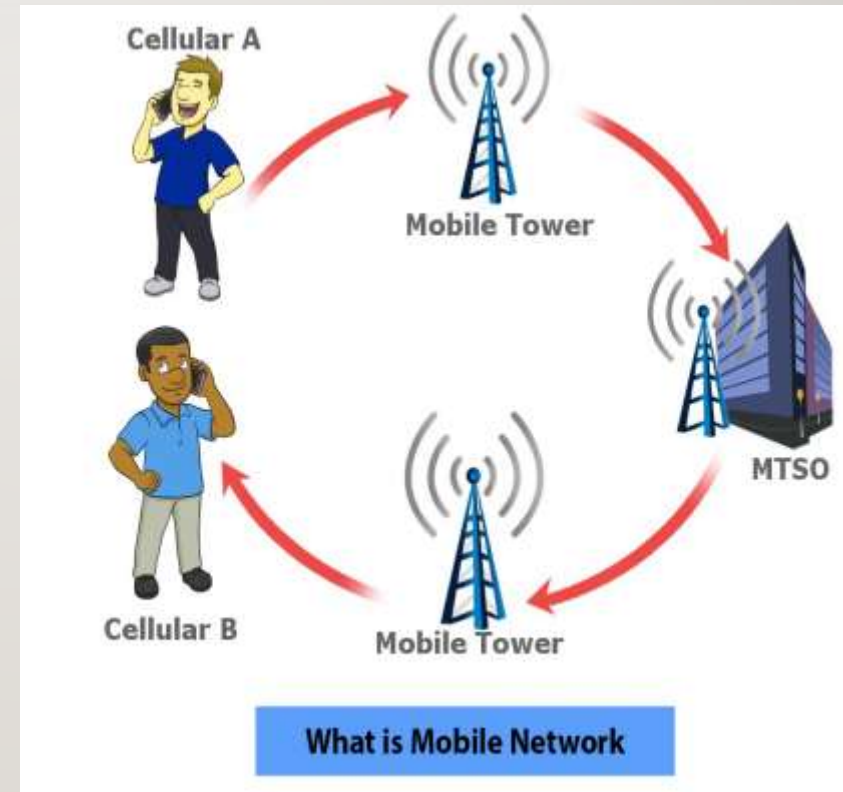 Cellular A
Mobile Tower
MTSO
Cellular B
Mobile Tower
What is Mobile Network